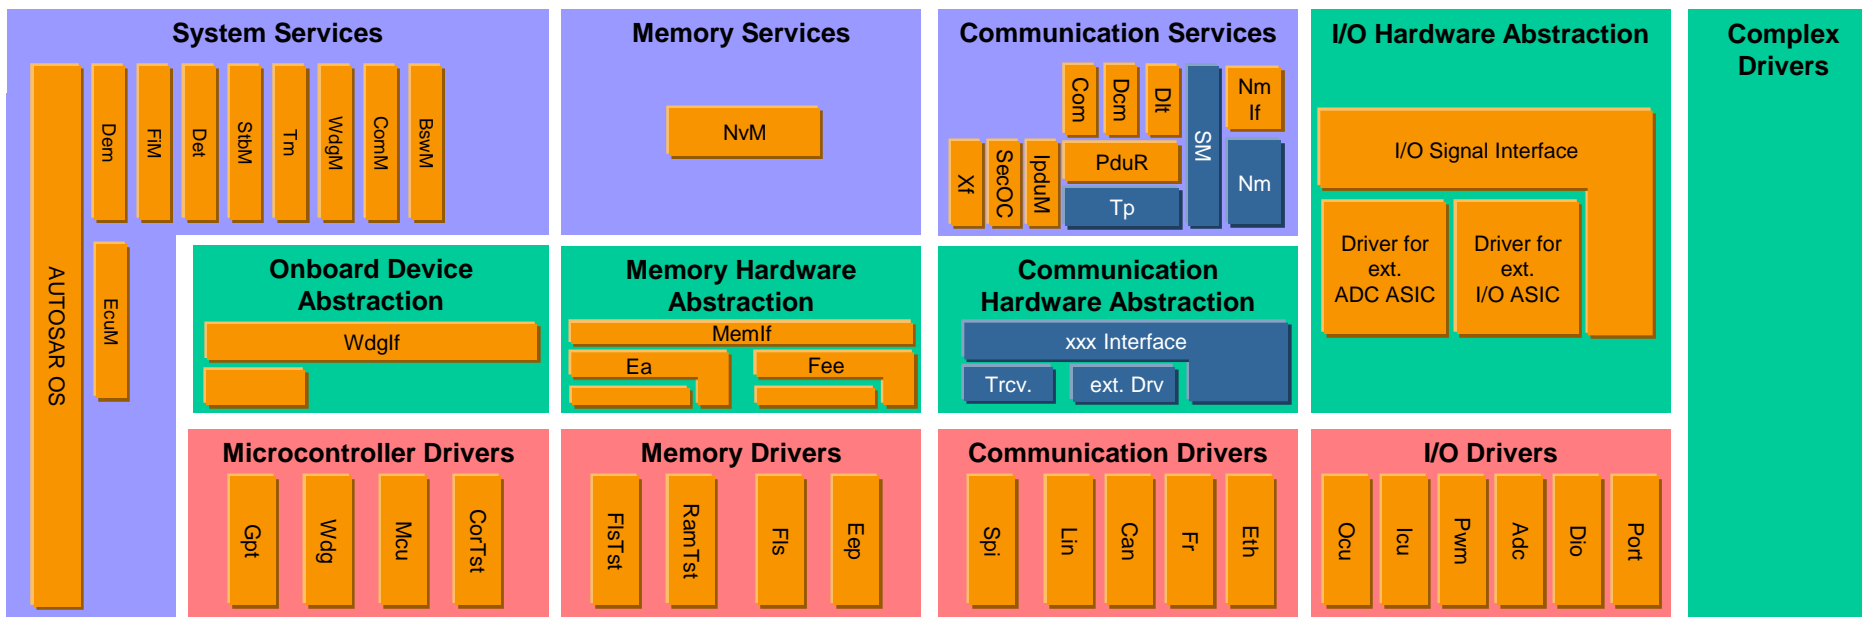 System Services
AUTOSAR OS
Dem
FiM
Det
StbM
Tm
WdgM
ComM
BswM
EcuM
Memory Services
NvM
Communication Services
Xf
SecOC
IpduM
Com
Dcm
Dlt
PduR
Tp
SM
Nm
If
Nm
I/O Hardware Abstraction
I/O Signal Interface
Driver for
ext.
ADC ASIC
Driver for
ext.
I/O ASIC
Complex
Drivers
Onboard Device
Abstraction
WdgIf
Memory Hardware
Abstraction
MemIf
Ea
Fee
Communication
Hardware Abstraction
xxx Interface
Trcv.
ext. Drv
Microcontroller Drivers
Gpt
Wdg
Mcu
CorTst
Memory Drivers
FlsTst
RamTst
Fls
Eep
Communication Drivers
Spi
Lin
Can
Fr
Eth
I/O Drivers
Ocu
Icu
Pwm
Adc
Dio
Port